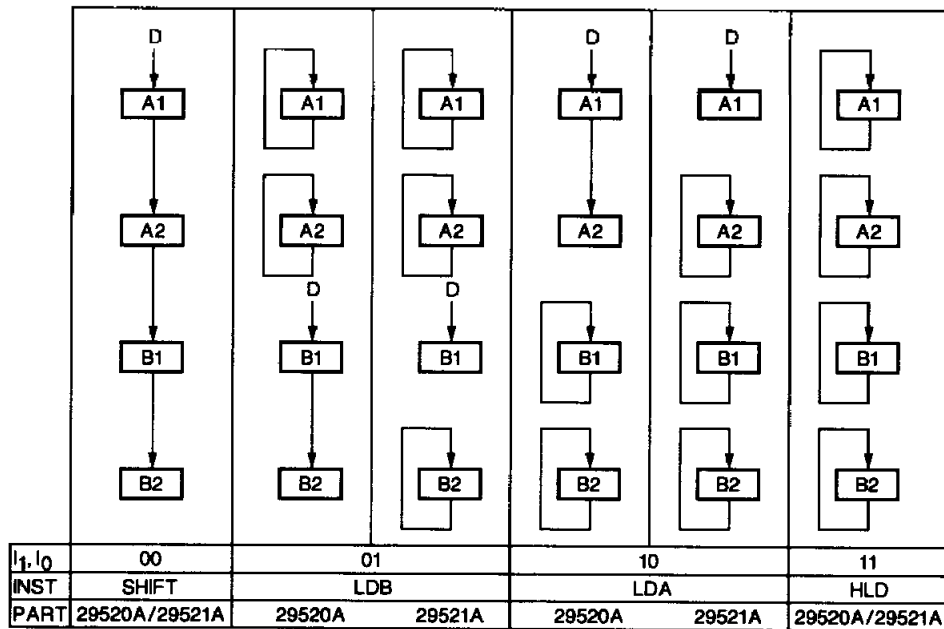 D D D
A1 A1 A1 A1 A1 A1
A2 A2 A2 A2 A2 A2
D D
B1 B1 B1 B1 B1 B1
B2 B2 B2 B2 B2 B2
I1, I0 00 01 10 11
INST SHIFT LDB LDA HLD
PART 29520A/29521A 29520A 29521A 29520A 29521A 29520A/29521A